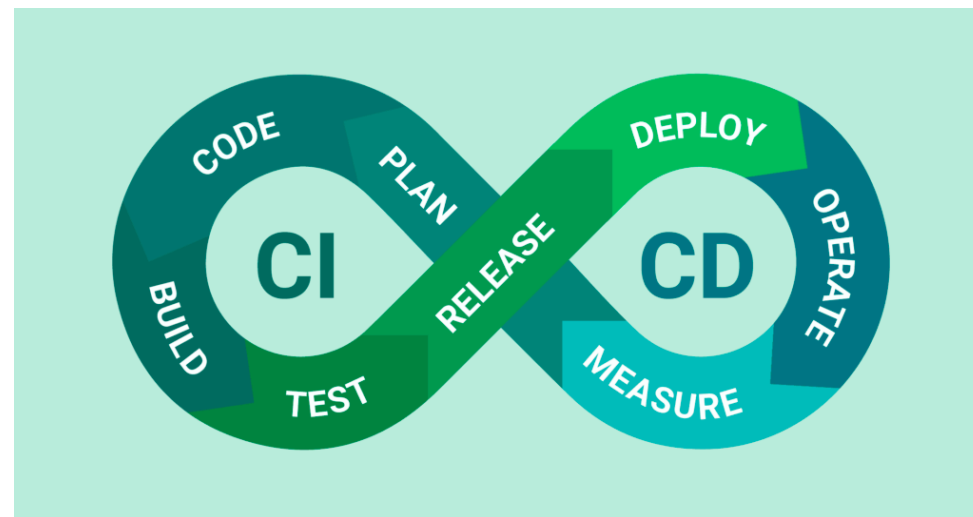 PLAN
CODE
BUILD
TEST
RELEASE
DEPLOY
OPERATE
MEASURE
CI
CD